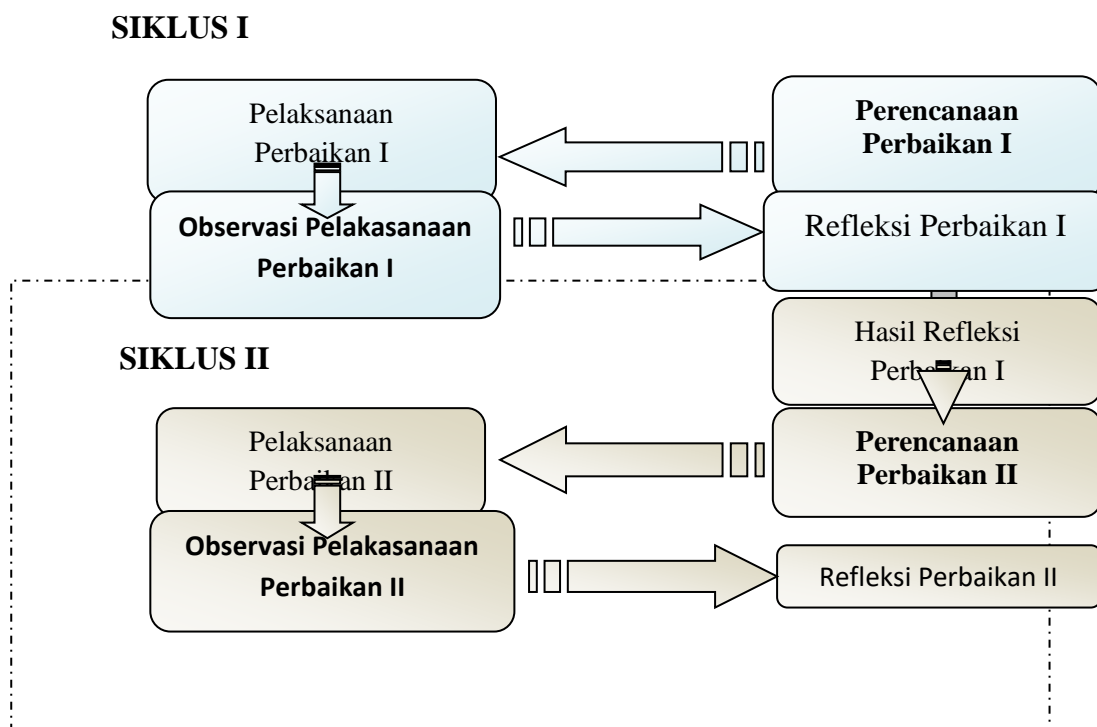 SIKLUS I
Pelaksanaan
Perbaikan I
Perencanaan
Perbaikan I
Observasi Pelakasanaan
Perbaikan I
Refleksi Perbaikan I
Hasil Refleksi
Perbaikan I
SIKLUS II
Pelaksanaan
Perbaikan II
Perencanaan
Perbaikan II
Observasi Pelakasanaan
Perbaikan II
Refleksi Perbaikan II